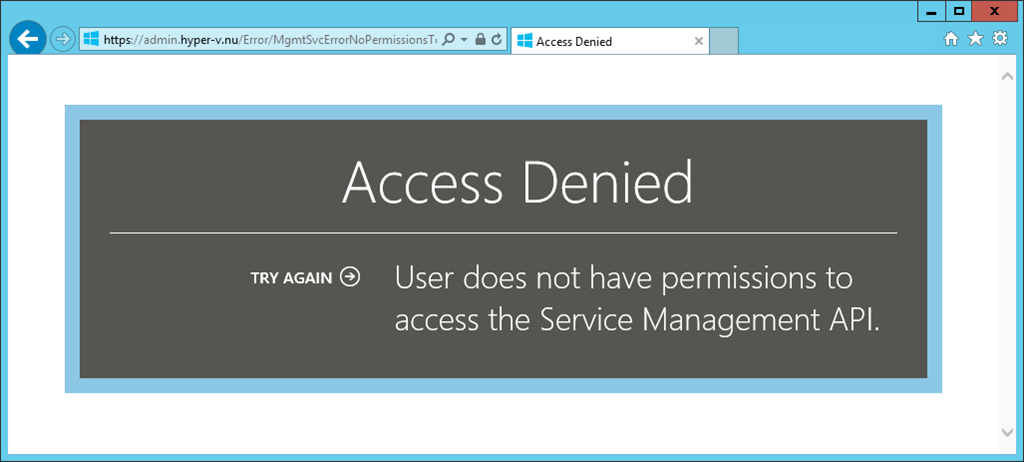 https://admin.hyper-v.nu/Error/MgmtSvcErrorNoPermissionsT
Access Denied
Access Denied
TRY AGAIN
User does not have permissions to
access the Service Management API.